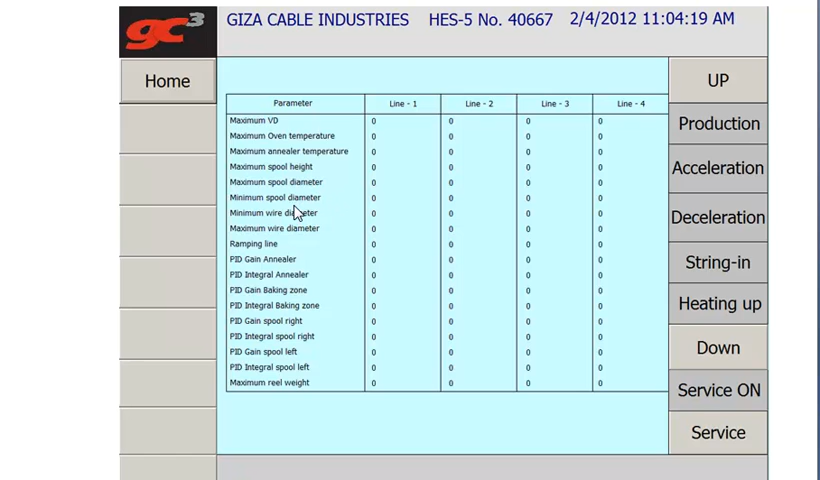 gc3 GIZA CABLE INDUSTRIES HES-5 No. 40667 2/4/2012 11:04:19 AM
Home
UP
Production
Acceleration
Deceleration
String-in
Heating up
Down
Service ON
Service
Parameter Line - 1 Line - 2 Line - 3 Line - 4
Maximum VD 0 0 0 0
Maximum Oven temperature 0 0 0 0
Maximum annealer temperature 0 0 0 0
Maximum spool height 0 0 0 0
Maximum spool diameter 0 0 0 0
Minimum spool diameter 0 0 0 0
Minimum wire diameter 0 0 0 0
Maximum wire diameter 0 0 0 0
Ramping line 0 0 0 0
PID Gain Annealer 0 0 0 0
PID Integral Annealer 0 0 0 0
PID Gain Baking zone 0 0 0 0
PID Integral Baking zone 0 0 0 0
PID Gain spool right 0 0 0 0
PID Integral spool right 0 0 0 0
PID Gain spool left 0 0 0 0
PID Integral spool left 0 0 0 0
Maximum reel weight 0 0 0 0